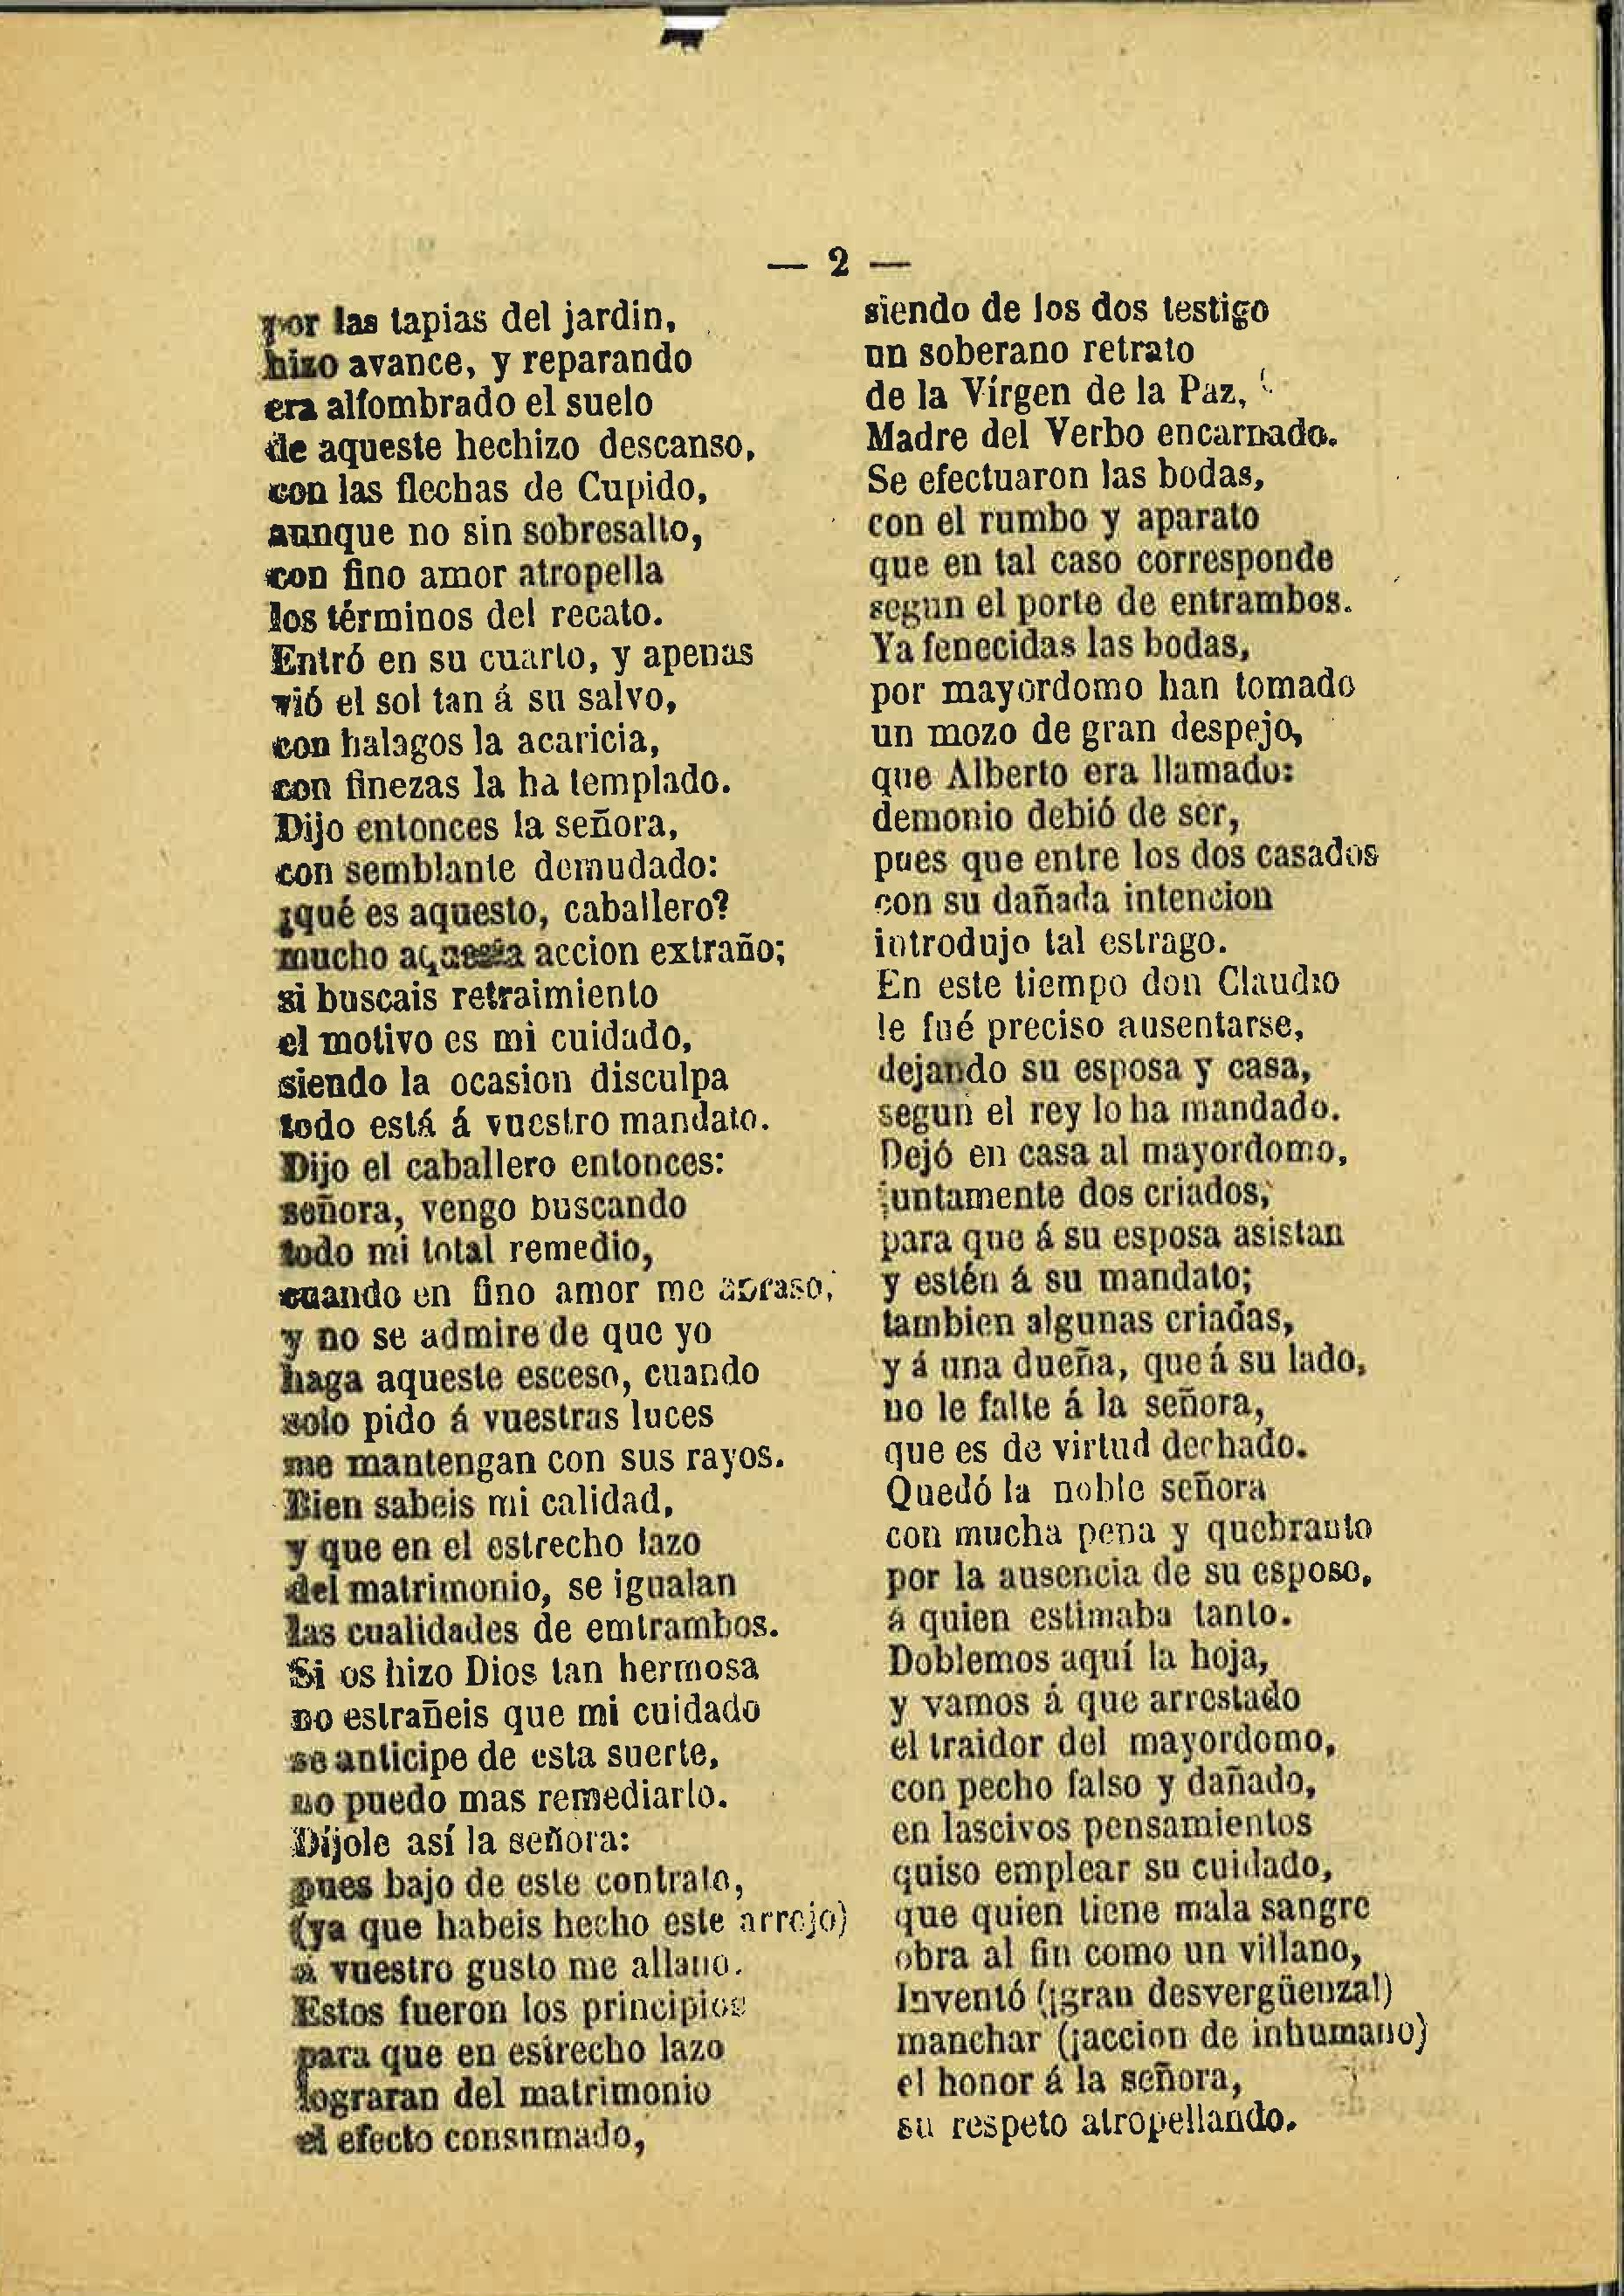 — 2 —
por las tapias del jardin,
hizo avance, y reparando
era alfombrado el suelo
de aqueste hechizo descanso,
con las flechas de Cupido,
aunque no sin sobresalto,
con fino amor atropella
los términos del recato.
Entró en su cuarto, y apenas
vió el sol tan á su salvo,
con halagos la acaricia,
con finezas la ha templado.
Dijo entonces la señora,
con semblante demudado:
¿qué es aquesto, caballero?
mucho aquesta accion extraño;
si buscais retraimiento
el motivo es mi cuidado,
siendo la ocasion disculpa
todo está á vuestro mandato.
Dijo el caballero entonces:
señora, vengo buscando
todo mi total remedio,
cuando en fino amor me abraso;
y no se admire de que yo
haga aqueste esceso, cuando
solo pido á vuestras luces
me mantengan con sus rayos.
Bien sabeis mi calidad,
y que en el estrecho lazo
del matrimonio, se igualan
las cualidades de emtrambos.
Si os hizo Dios tan hermosa
no estrañeis que mi cuidado
se anticipe de esta suerte,
no puedo mas remediarlo.
Díjole así la señora:
pues bajo de este contrato,
(ya que habeis hecho este arrojo)
á vuestro gusto me allano.
Estos fueron los principios
para que en estrecho lazo
lograran del matrimonio
el efecto consumado,
siendo de los dos testigo
un soberano retrato
de la Vírgen de la Paz,
Madre del Verbo encarnado.
Se efectuaron las bodas,
con el rumbo y aparato
que en tal caso corresponde
segun el porte de entrambos.
Ya fenecidas las bodas,
por mayordomo han tomado
un mozo de gran despejo,
que Alberto era llamado:
demonio debió de ser,
pues que entre los dos casados
con su dañada intencion
introdujo tal estrago.
En este tiempo don Claudio
le fué preciso ausentarse,
dejando su esposa y casa,
segun el rey lo ha mandado.
Dejó en casa al mayordomo,
juntamente dos criados,
para que á su esposa asistan
y estén á su mandato;
tambien algunas criadas,
y á una dueña, que á su lado,
no le falte á la señora,
que es de virtud dechado.
Quedó la noble señora
con mucha pena y quebranto
por la ausencia de su esposo,
á quien estimaba tanto.
Doblemos aquí la hoja,
y vamos á que arrestado
el traidor del mayordomo,
con pecho falso y dañado,
en lascivos pensamientos
quiso emplear su cuidado,
que quien tiene mala sangre
obra al fin como un villano,
Inventó (¡gran desvergüenza!)
manchar (¡accion de inhumano)
el honor á la señora,
su respeto atropellando.